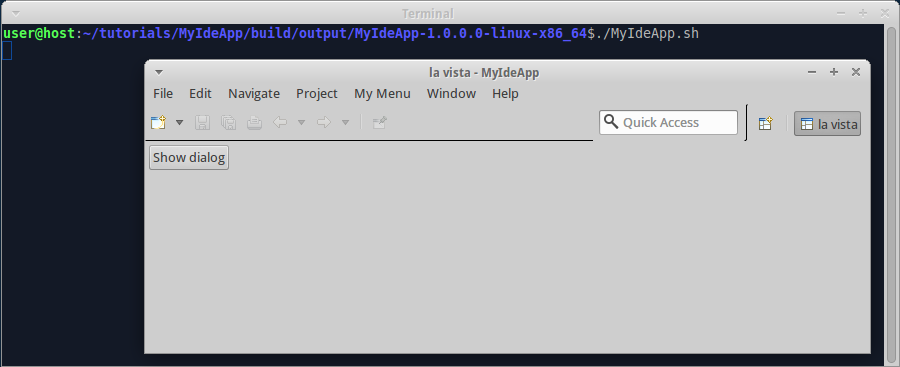 Terminal
user@host:~/tutorials/MyIdeApp/build/output/MyIdeApp-1.0.0.0-linux-x86_64$./MyIdeApp.sh
la vista - MyIdeApp
File Edit Navigate Project My Menu Window Help
Quick Access la vista
Show dialog